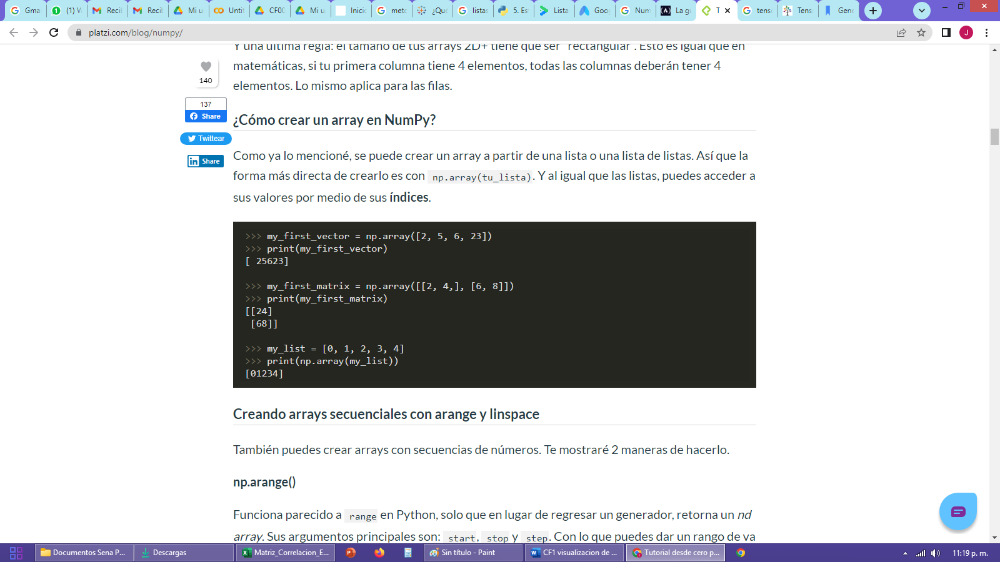 Gma
(1) W
Recib
Recib
Mi u
Untit
CF00
Mi u
Inicio
meto
¿Que
listas
5. Es
Lista
Goo
Num
La g
T
tens
Tens
Gene
platzi.com/blog/numpy/
J
Y una última regla: el tamaño de tus arrays 2D+ tiene que ser "rectangular". Esto es igual que en
matemáticas, si tu primera columna tiene 4 elementos, todas las columnas deberán tener 4
elementos. Lo mismo aplica para las filas.
140
137
Share
Twittear
in Share
¿Cómo crear un array en NumPy?
Como ya lo mencioné, se puede crear un array a partir de una lista o una lista de listas. Así que la
forma más directa de crearlo es con np.array(tu_lista). Y al igual que las listas, puedes acceder a
sus valores por medio de sus índices.
>>> my_first_vector = np.array([2, 5, 6, 23])
>>> print(my_first_vector)
[ 25623]
>>> my_first_matrix = np.array([[2, 4,], [6, 8]])
>>> print(my_first_matrix)
[[24]
[68]]
>>> my_list = [0, 1, 2, 3, 4]
>>> print(np.array(my_list))
[01234]
Creando arrays secuenciales con arange y linspace
También puedes crear arrays con secuencias de números. Te mostraré 2 maneras de hacerlo.
np.arange()
Funciona parecido a range en Python, solo que en lugar de regresar un generador, retorna un nd
array. Sus argumentos principales son: start, stop y step. Con lo que puedes dar un rango de va
Documentos Sena P...
Descargas
Matriz_Correlacion_E...
Sin título - Paint
CF1 visualizacion de ...
Tutorial desde cero p...
11:19 p. m.